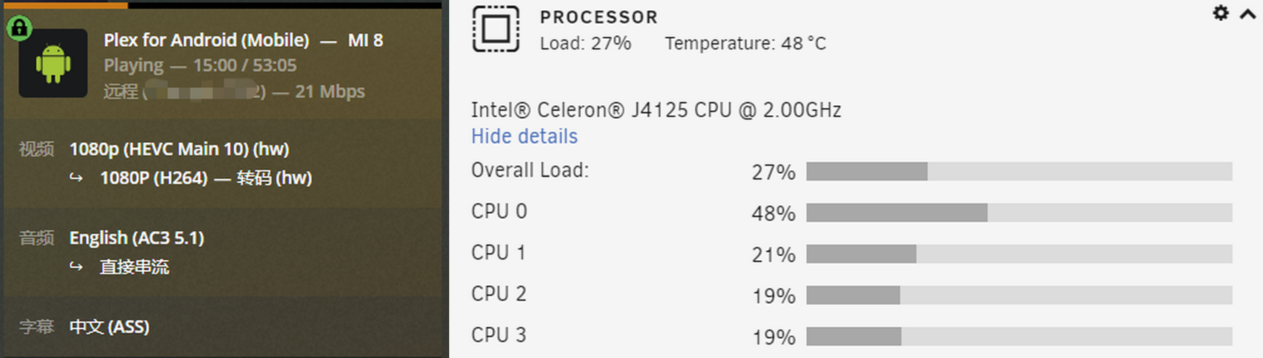 Plex for Android (Mobile) — MI 8
Playing — 15:00 / 53:05
远程 ( 2) — 21 Mbps
视频 1080p (HEVC Main 10) (hw)
↪ 1080P (H264) — 转码 (hw)
音频 English (AC3 5.1)
↪ 直接串流
字幕 中文 (ASS)
PROCESSOR
Load: 27% Temperature: 48 °C
Intel® Celeron® J4125 CPU @ 2.00GHz
Hide details
Overall Load: 27%
CPU 0 48%
CPU 1 21%
CPU 2 19%
CPU 3 19%